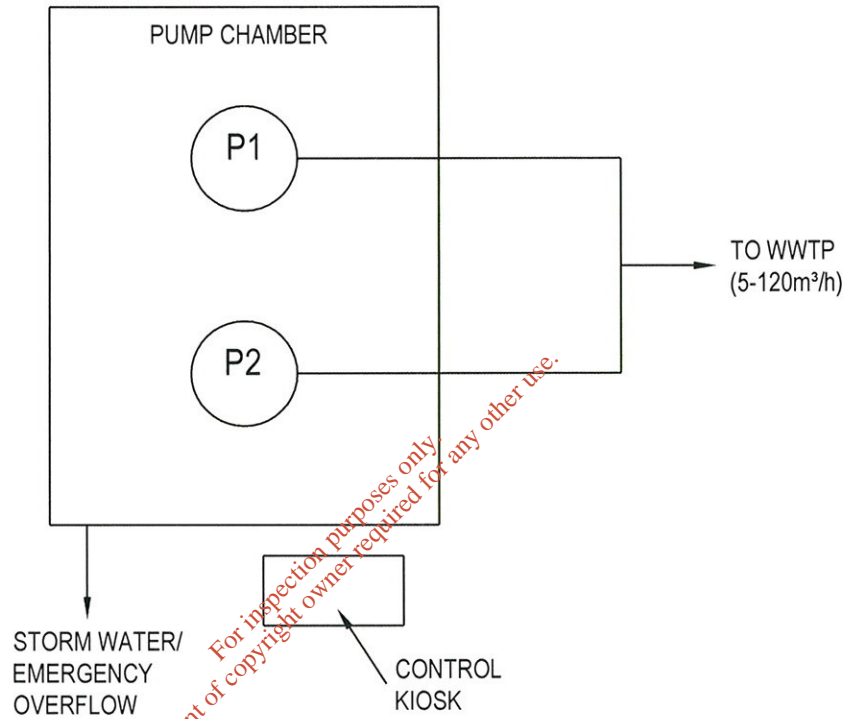 PUMP CHAMBER
P1
TO WWTP
(5-120m³/h)
P2
For inspection purposes only.
nt of copyright owner required for any other use.
STORM WATER/
EMERGENCY
OVERFLOW
CONTROL
KIOSK